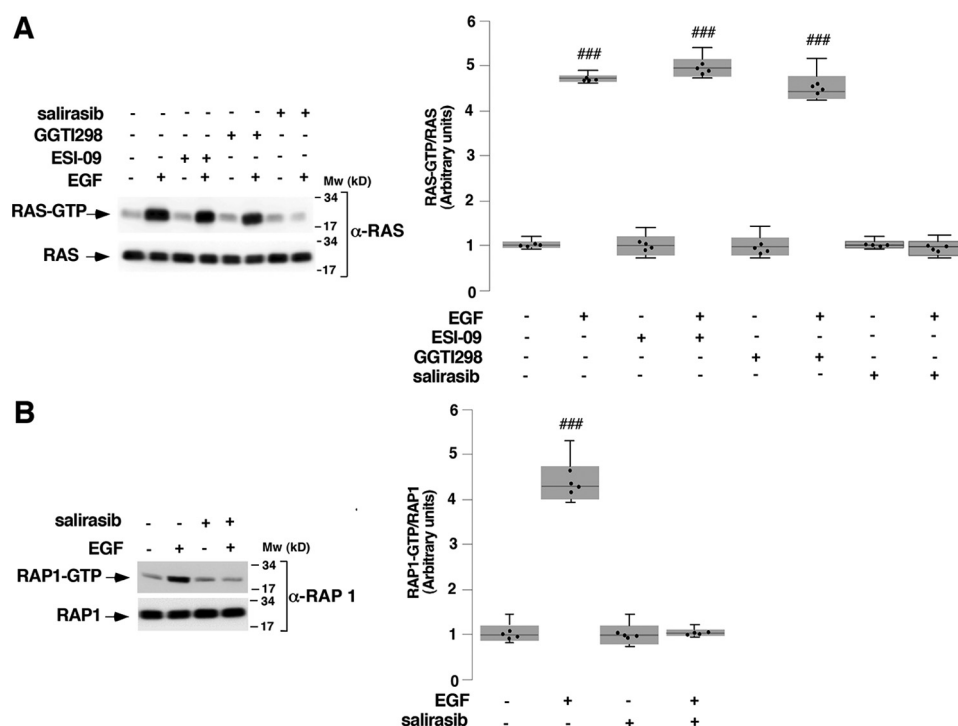 A
salirasib - - - - - - + +
GGTI298 - - - - + + - -
ESI-09 - - + + - - - -
EGF - + - + - + - + Mw (kD)
RAS-GTP
- 34
- 17
α-RAS
RAS
- 34
-17
RAS-GTP/RAS
(Arbitrary units)
6
5
4
3
2
1
0
###
###
###
EGF - + - + - + - +
ESI-09 - - + + - - - -
GGTI298 - - - - + + - -
salirasib - - - - - - + +
B
salirasib - - + +
EGF - + - + Mw (kD)
RAP1-GTP
- 34
- 17
α-RAP 1
RAP1
- 34
- 17
RAP1-GTP/RAP1
(Arbitrary units)
6
5
4
3
2
1
0
###
EGF - + - +
salirasib - - + +